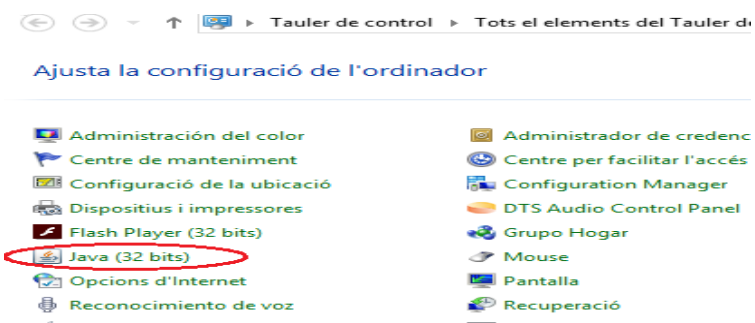 Tauler de control ▸ Tots el elements del Tauler de
Ajusta la configuració de l'ordinador
Administración del color
Administrador de credenc
Centre de manteniment
Centre per facilitar l'accés
Configuració de la ubicació
Configuration Manager
Dispositius i impressores
DTS Audio Control Panel
Flash Player (32 bits)
Grupo Hogar
Java (32 bits)
Mouse
Opcions d'Internet
Pantalla
Reconocimiento de voz
Recuperació